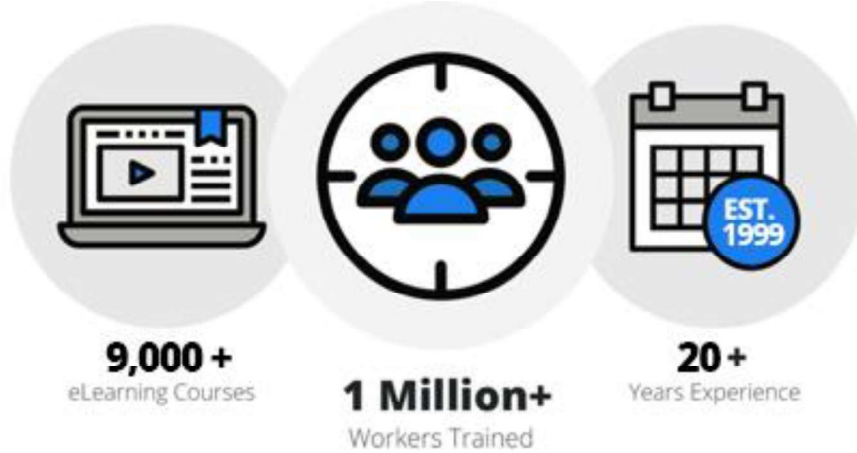 EST.
1999
9,000 +
eLearning Courses
1 Million+
Workers Trained
20 +
Years Experience